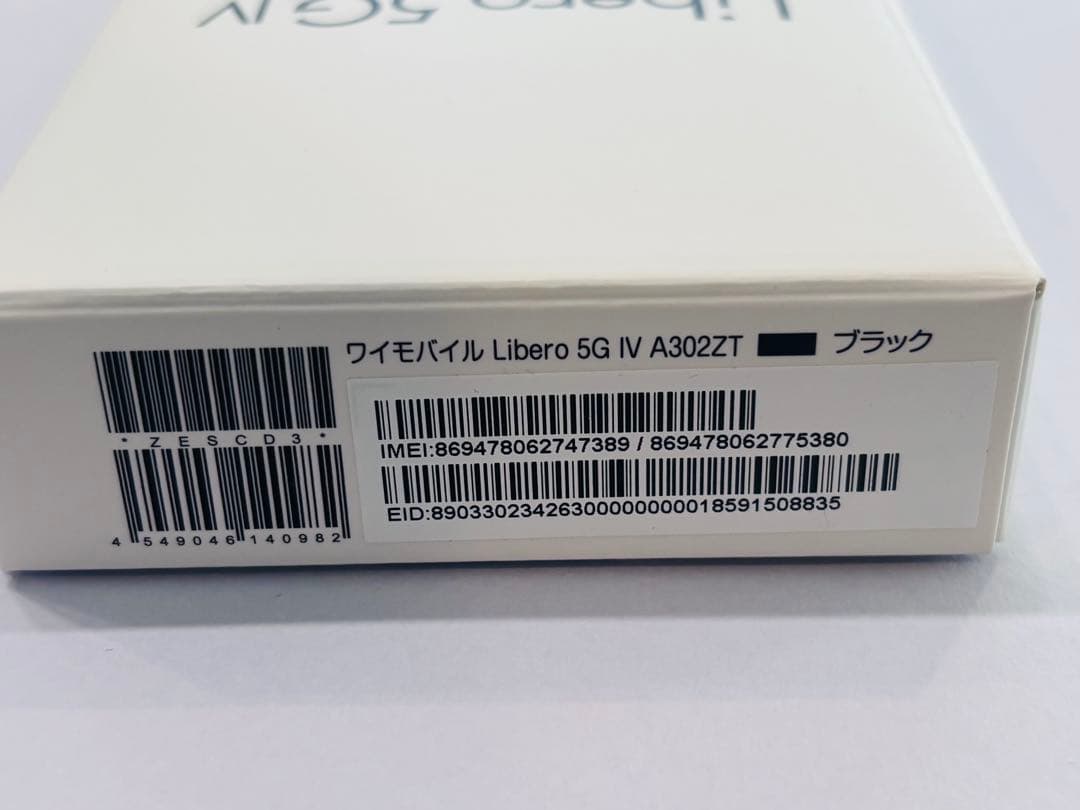 Libero 5G IV
ワイモバイル Libero 5G IV A302ZT ブラック
*ZESCD3*
4 549046 140982
IMEI:869478062747389 / 869478062775380
EID:89033023426300000000018591508835